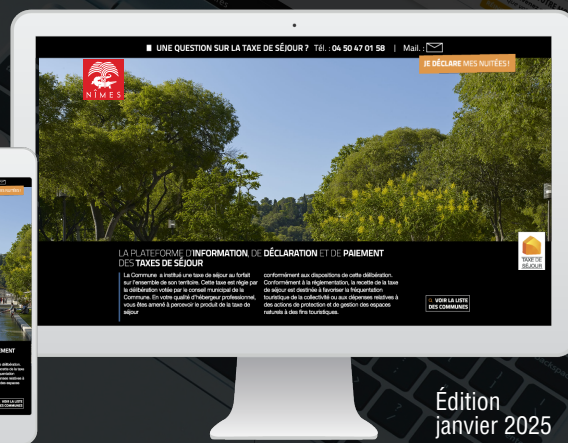 UNE QUESTION SUR LA TAXE DE SÉJOUR ? Tél. : 04 50 47 01 58 | Mail. :
JE DÉCLARE MES NUITÉES !
NÎMES
LA PLATEFORME D'INFORMATION, DE DÉCLARATION ET DE PAIEMENT
DES TAXES DE SÉJOUR
La Commune a institué une taxe de séjour au forfait
sur l'ensemble de son territoire. Cette taxe est régie par
la délibération votée par le conseil municipal de la
Commune. En votre qualité d'hébergeur professionnel,
vous êtes amené à percevoir le produit de la taxe de
séjour
conformément aux dispositions de cette délibération.
Conformément à la règlementation, la recette de la taxe
de séjour est destinée à favoriser la fréquentation
touristique de la collectivité ou aux dépenses relatives à
des actions de protection et de gestion des espaces
naturels à des fins touristiques.
TAXE DE
SÉJOUR
VOIR LA LISTE
DES COMMUNES
Édition
janvier 2025